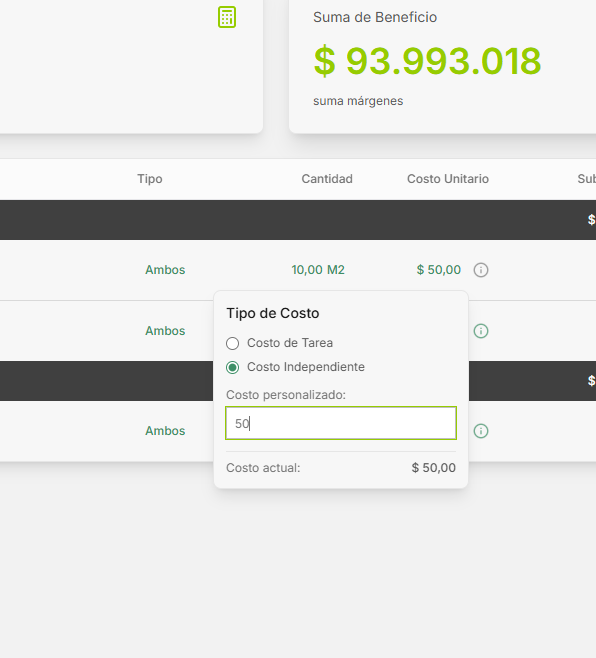 Suma de Beneficio
$ 93.993.018
suma márgenes
Tipo Cantidad Costo Unitario Sub
$
Ambos 10,00 M2 $ 50,00
Tipo de Costo
Costo de Tarea
Ambos
Costo Independiente
$
Costo personalizado:
50
Ambos
Costo actual: $ 50,00